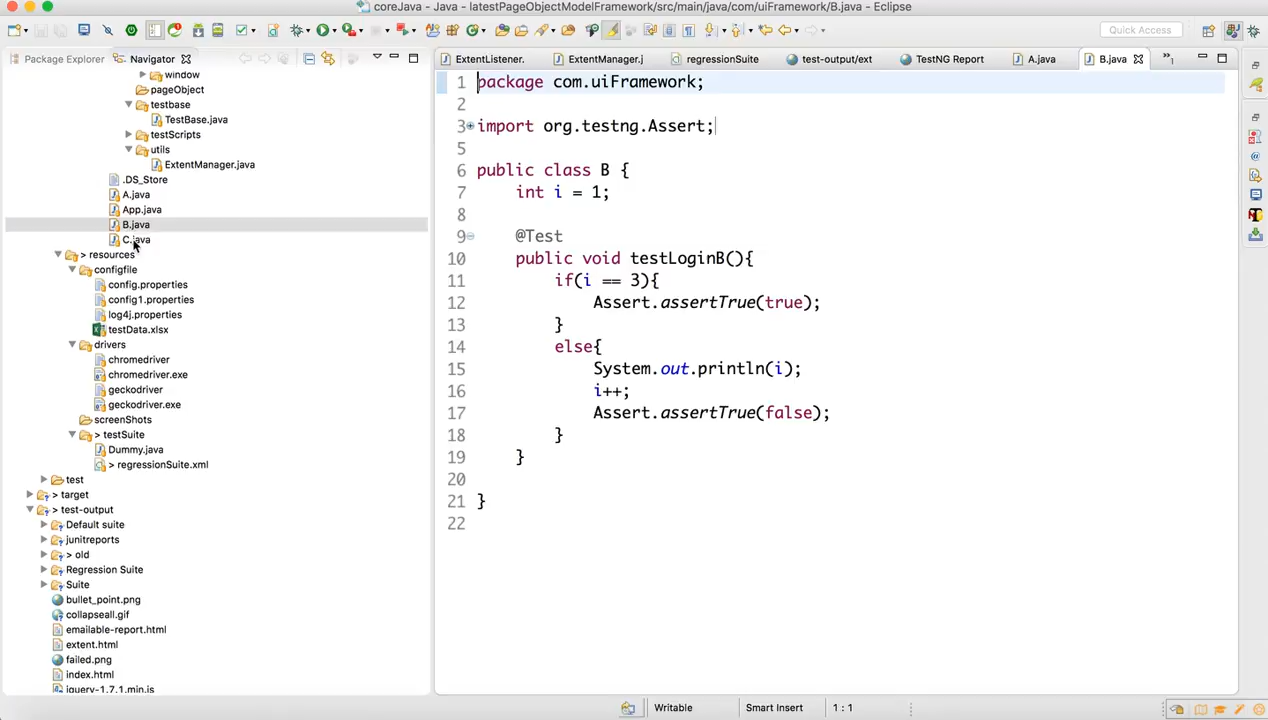 coreJava - Java - latestPageObjectModelFramework/src/main/java/com/uiFramework/B.java - Eclipse
Quick Access
Package Explorer
Navigator
ExtentListener.
ExtentManager.j
regressionSuite
test-output/ext
TestNG Report
A.java
B.java
»1
window
pageObject
testbase
TestBase.java
testScripts
utils
ExtentManager.java
.DS_Store
A.java
App.java
B.java
C.java
> resources
configfile
config.properties
config1.properties
log4j.properties
testData.xlsx
drivers
chromedriver
chromedriver.exe
geckodriver
geckodriver.exe
screenShots
> testSuite
Dummy.java
> regressionSuite.xml
test
> target
> test-output
Default suite
junitreports
> old
Regression Suite
Suite
bullet_point.png
collapseall.gif
emailable-report.html
extent.html
failed.png
index.html
jquery-1.7.1.min.js
1 package com.uiFramework;
2
3 import org.testng.Assert;
5
6 public class B {
7 int i = 1;
8
9 @Test
10 public void testLoginB(){
11 if(i == 3){
12 Assert.assertTrue(true);
13 }
14 else{
15 System.out.println(i);
16 i++;
17 Assert.assertTrue(false);
18 }
19 }
20
21 }
22
Writable
Smart Insert
1 : 1